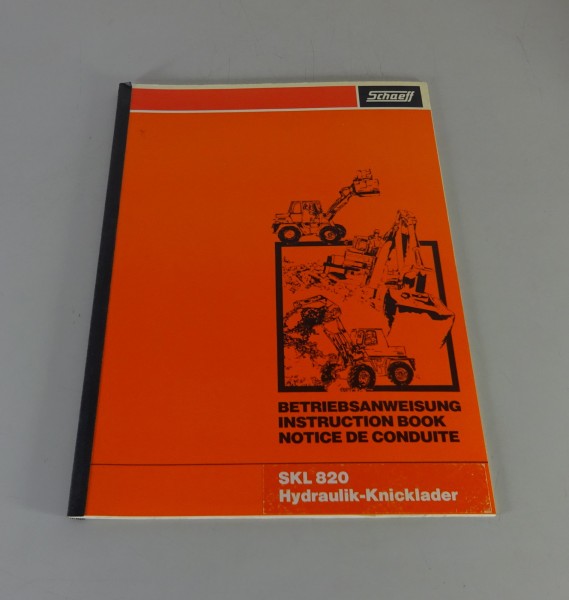 Schaeff
BETRIEBSANWEISUNG
INSTRUCTION BOOK
NOTICE DE CONDUITE
SKL 820
Hydraulik-Knicklader